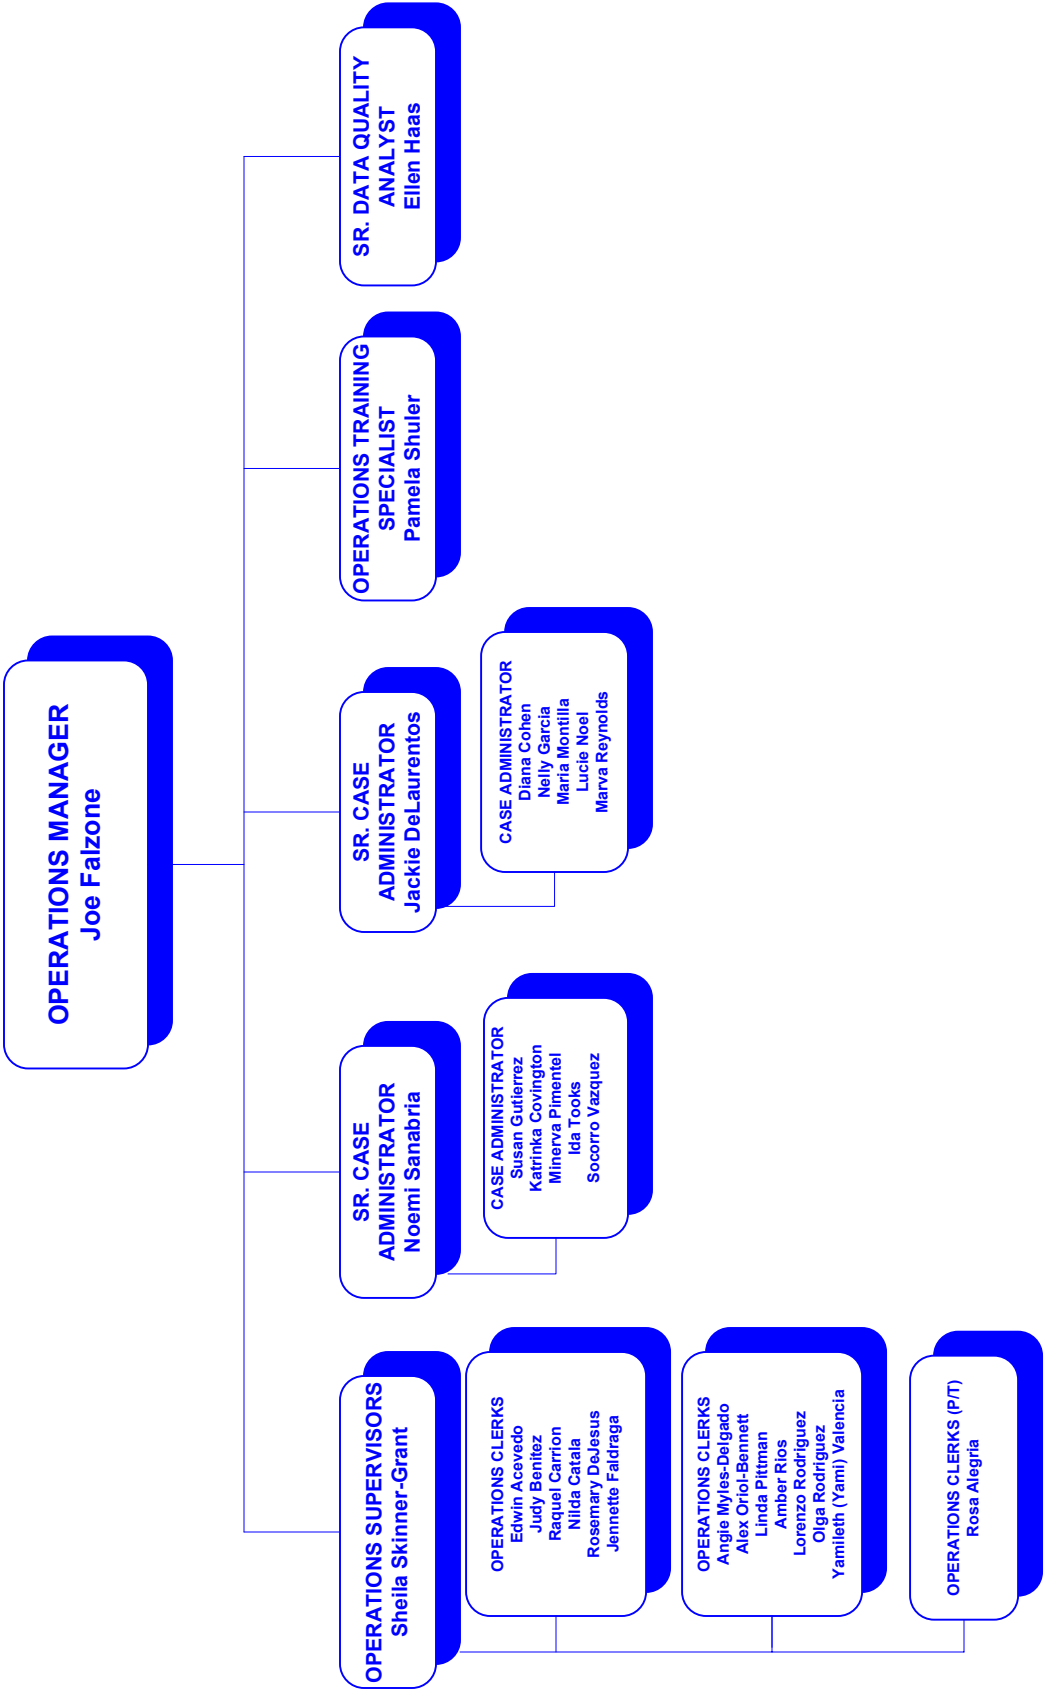 OPERATIONS MANAGER
Joe Falzone
OPERATIONS SUPERVISORS
Sheila Skinner-Grant
OPERATIONS CLERKS
Edwin Acevedo
Judy Benitez
Raquel Carrion
Nilda Catala
Rosemary DeJesus
Jennette Faldraga
OPERATIONS CLERKS
Angie Myles-Delgado
Alex Oriol-Bennett
Linda Pittman
Amber Rios
Lorenzo Rodriguez
Olga Rodriguez
Yamileth (Yami) Valencia
OPERATIONS CLERKS (P/T)
Rosa Alegria
SR. CASE
ADMINISTRATOR
Noemi Sanabria
CASE ADMINISTRATOR
Susan Gutierrez
Katrinka Covington
Minerva Pimentel
Ida Tooks
Socorro Vazquez
SR. CASE
ADMINISTRATOR
Jackie DeLaurentos
CASE ADMINISTRATOR
Diana Cohen
Nelly Garcia
Maria Montilla
Lucie Noel
Marva Reynolds
OPERATIONS TRAINING
SPECIALIST
Pamela Shuler
SR. DATA QUALITY
ANALYST
Ellen Haas